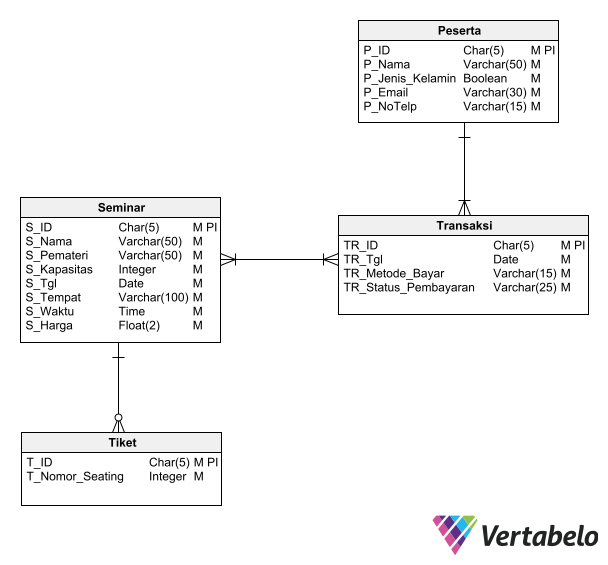 Peserta
P_ID Char(5) M PI
P_Nama Varchar(50) M
P_Jenis_Kelamin Boolean M
P_Email Varchar(30) M
P_NoTelp Varchar(15) M
Seminar
S_ID Char(5) M PI
S_Nama Varchar(50) M
S_Pemateri Varchar(50) M
S_Kapasitas Integer M
S_Tgl Date M
S_Tempat Varchar(100) M
S_Waktu Time M
S_Harga Float(2) M
Transaksi
TR_ID Char(5) M PI
TR_Tgl Date M
TR_Metode_Bayar Varchar(15) M
TR_Status_Pembayaran Varchar(25) M
Tiket
T_ID Char(5) M PI
T_Nomor_Seating Integer M
Vertabelo